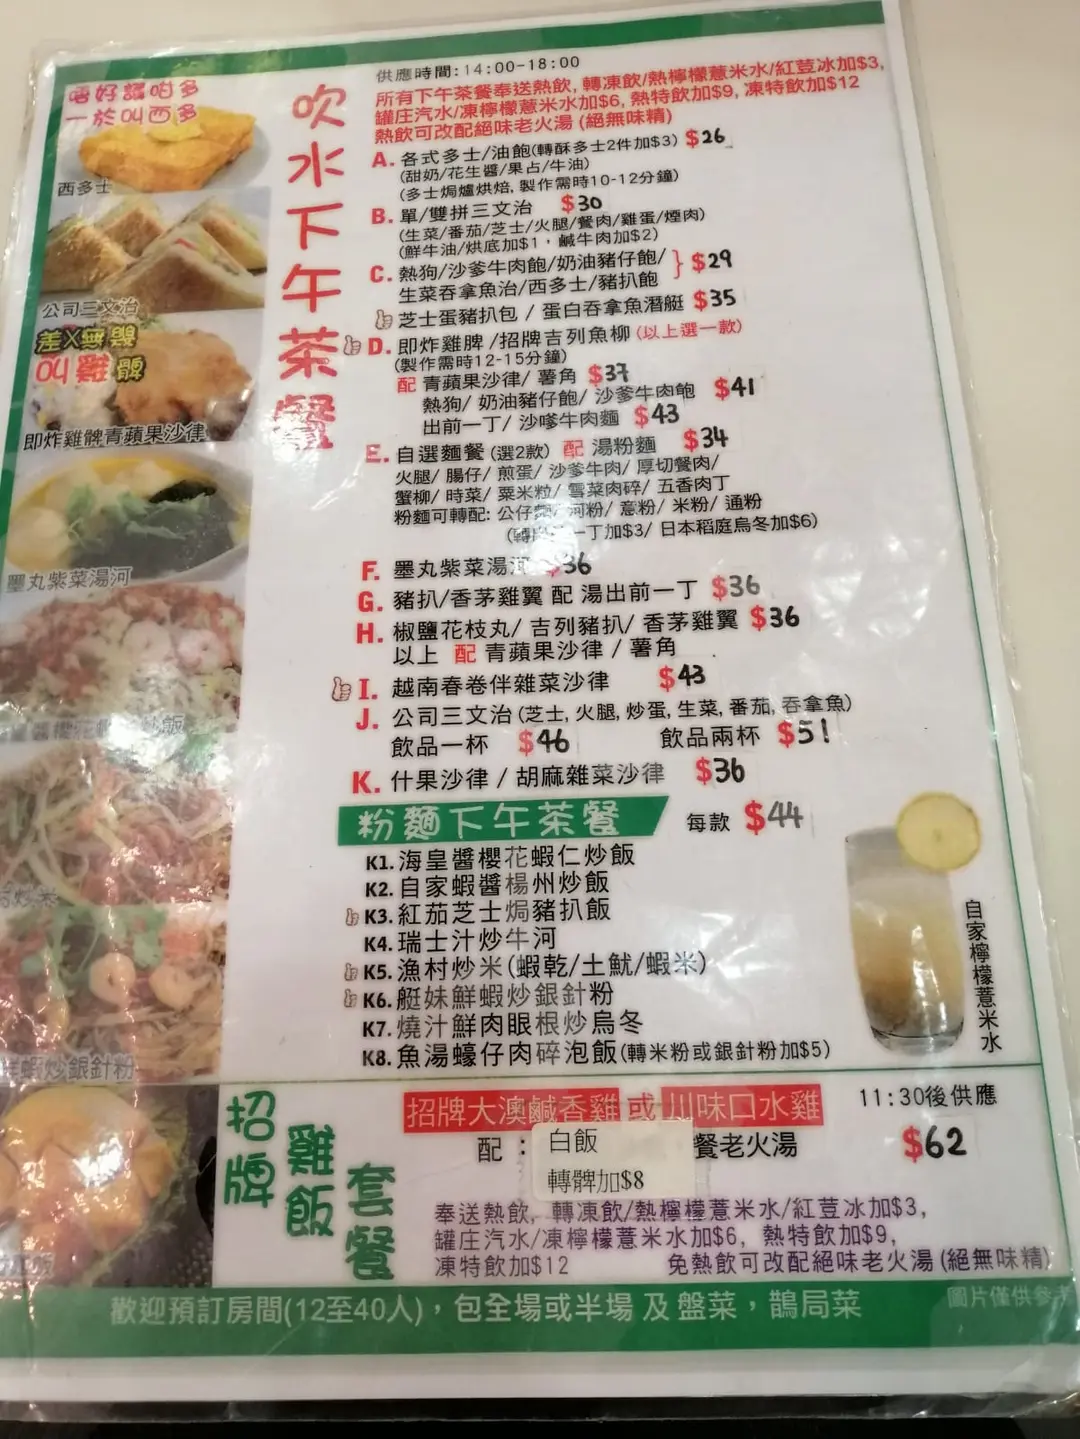 唔好諗咁多
一於叫西多
西多士
公司三文治
差X無幾
叫雞髀
即炸雞髀青蘋果沙律
墨丸紫菜湯河
炒飯
炒米
蝦炒銀針粉
吹水下午茶餐
供應時間:14:00-18:00
所有下午茶餐奉送熱飲, 轉凍飲/熱檸檬薏米水/紅荳冰加$3,
罐庄汽水/凍檸檬薏米水加$6, 熱特飲加$9, 凍特飲加$12
熱飲可改配絕味老火湯 (絕無味精)
A. 各式多士/油飽(轉酥多士2件加$3) $26
(甜奶/花生醬/果占/牛油)
(多士焗爐烘焙, 製作需時10-12分鐘)
B. 單/雙拼三文治 $30
(生菜/番茄/芝士/火腿/餐肉/雞蛋/煙肉)
(鮮牛油/烘底加$1，鹹牛肉加$2)
C. 熱狗/沙爹牛肉飽/奶油豬仔飽/ } $29
生菜吞拿魚治/西多士/豬扒飽
芝士蛋豬扒包 / 蛋白吞拿魚潛艇 $35
D. 即炸雞脾 /招牌吉列魚柳 (以上選一款)
(製作需時12-15分鐘)
配 青蘋果沙律/ 薯角 $37
熱狗/ 奶油豬仔飽/ 沙爹牛肉飽 $41
出前一丁/ 沙嗲牛肉麵 $43
E. 自選麵餐 (選2款) 配 湯粉麵 $34
火腿/ 腸仔/ 煎蛋/ 沙爹牛肉/ 厚切餐肉/
蟹柳/ 時菜/ 粟米粒/ 雪菜肉碎/ 五香肉丁
粉麵可轉配: 公仔麵/ 河粉/ 意粉/ 米粉/ 通粉
(轉 一丁加$3/ 日本稻庭烏冬加$6)
F. 墨丸紫菜湯河 $36
G. 豬扒/香茅雞翼 配 湯出前一丁 $36
H. 椒鹽花枝丸/ 吉列豬扒/ 香茅雞翼 $36
以上 配 青蘋果沙律 / 薯角
I. 越南春卷伴雜菜沙律 $43
J. 公司三文治 (芝士, 火腿, 炒蛋, 生菜, 番茄, 吞拿魚)
飲品一杯 $46 飲品兩杯 $51
K. 什果沙律 / 胡麻雜菜沙律 $36
粉麵下午茶餐 每款 $44
K1. 海皇醬櫻花蝦仁炒飯
K2. 自家蝦醬楊州炒飯
K3. 紅茄芝士焗豬扒飯
K4. 瑞士汁炒牛河
K5. 漁村炒米 (蝦乾/土魷/蝦米)
K6. 艇妹鮮蝦炒銀針粉
K7. 燒汁鮮肉眼根炒烏冬
K8. 魚湯蠔仔肉碎泡飯 (轉米粉或銀針粉加$5)
自家檸檬薏米水
招牌雞飯套餐
招牌大澳鹹香雞 或 川味口水雞 11:30後供應
配 : 白飯 餐老火湯 $62
轉髀加$8
奉送熱飲, 轉凍飲/熱檸檬薏米水/紅荳冰加$3,
罐庄汽水/凍檸檬薏米水加$6, 熱特飲加$9,
凍特飲加$12 免熱飲可改配絕味老火湯 (絕無味精)
歡迎預訂房間(12至40人)，包全場或半場 及 盤菜，鵲局菜
圖片僅供參考